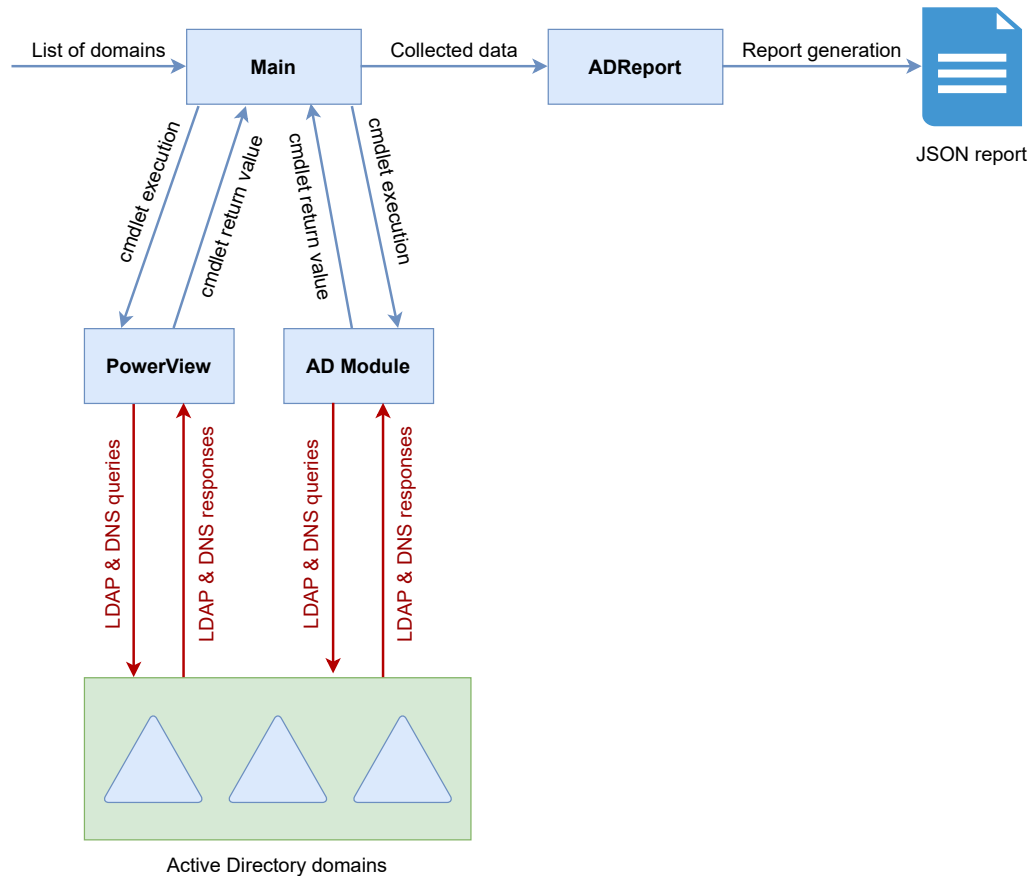 List of domains
Main
Collected data
ADReport
Report generation
JSON report
cmdlet execution
cmdlet return value
cmdlet return value
cmdlet execution
PowerView
AD Module
LDAP & DNS queries
LDAP & DNS responses
LDAP & DNS queries
LDAP & DNS responses
Active Directory domains